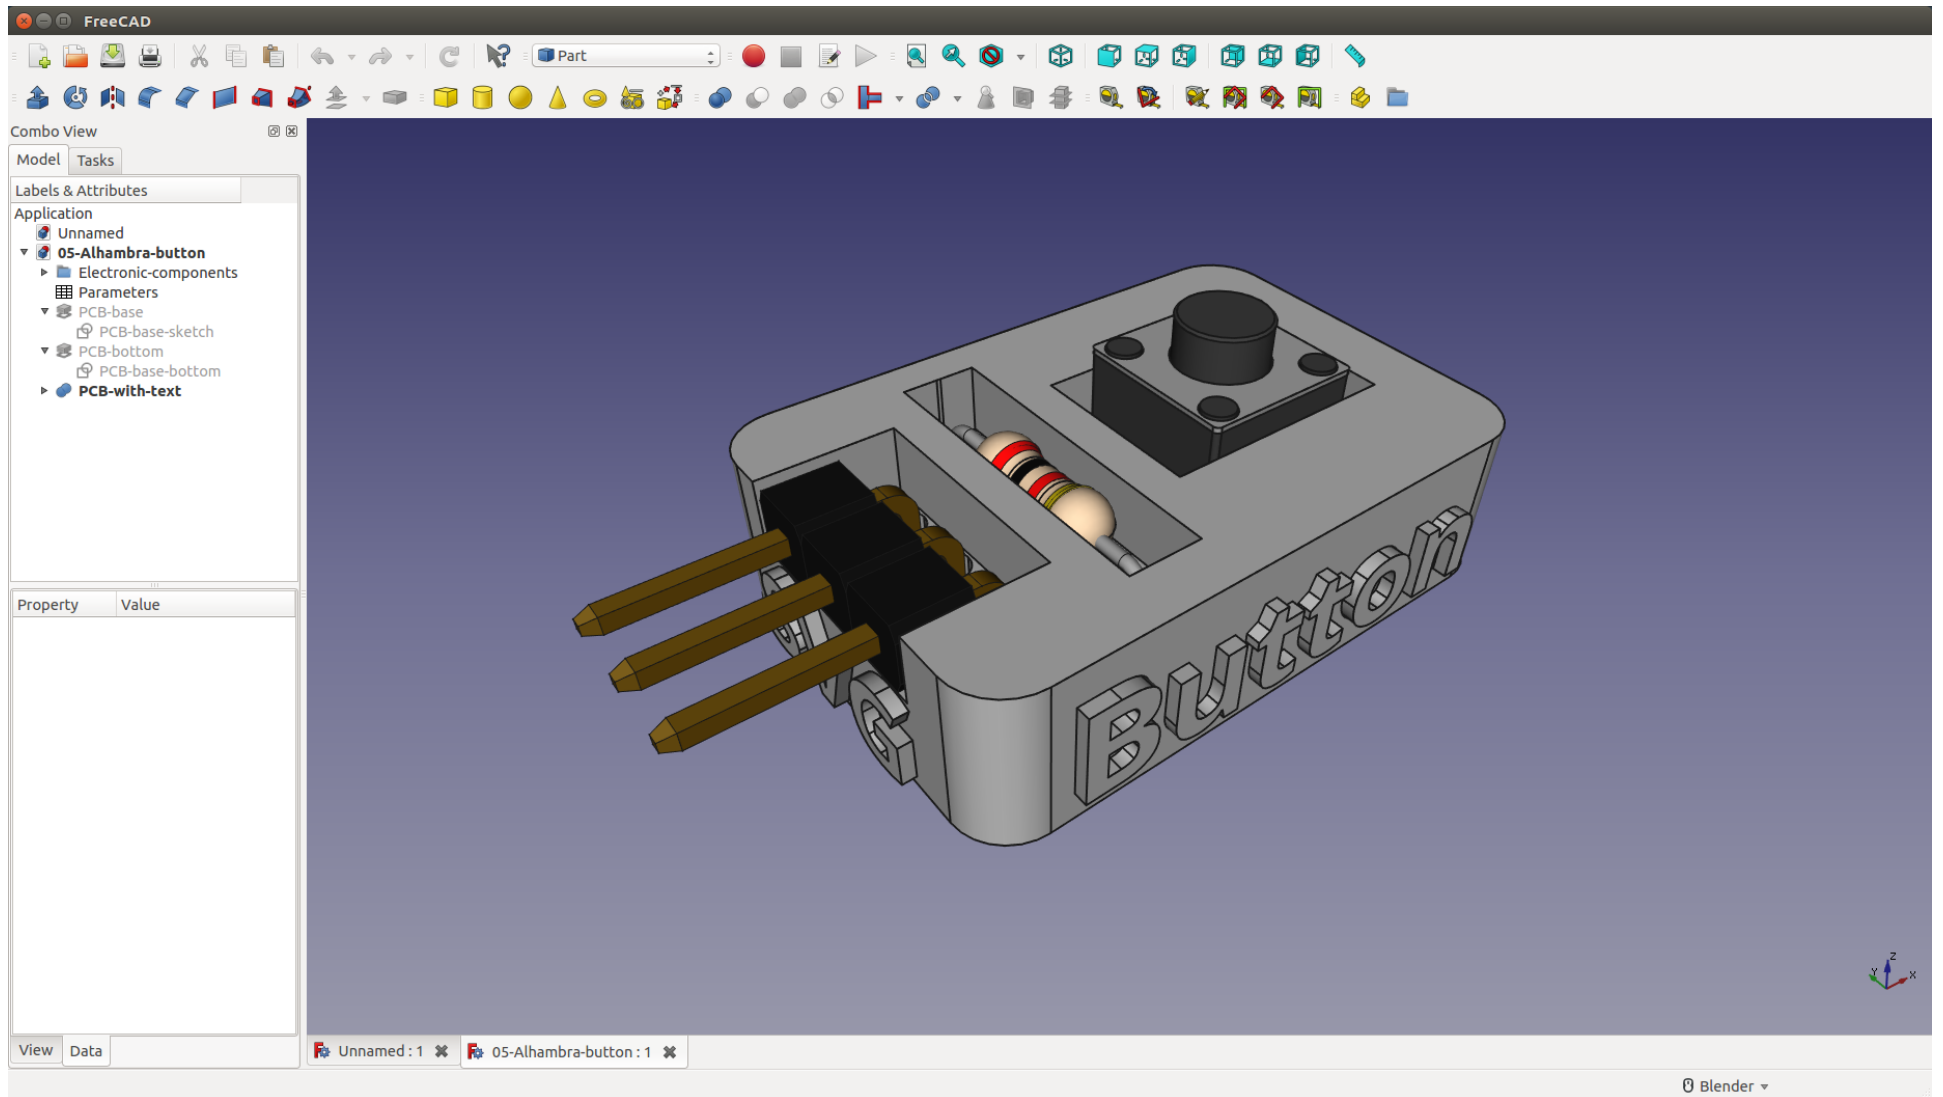 FreeCAD
Part
Combo View
Model
Tasks
Labels & Attributes
Application
Unnamed
05-Alhambra-button
Electronic-components
Parameters
PCB-base
PCB-base-sketch
PCB-bottom
PCB-base-bottom
PCB-with-text
Property
Value
G
Button
Z
Y
X
View
Data
Unnamed : 1
05-Alhambra-button : 1
Blender